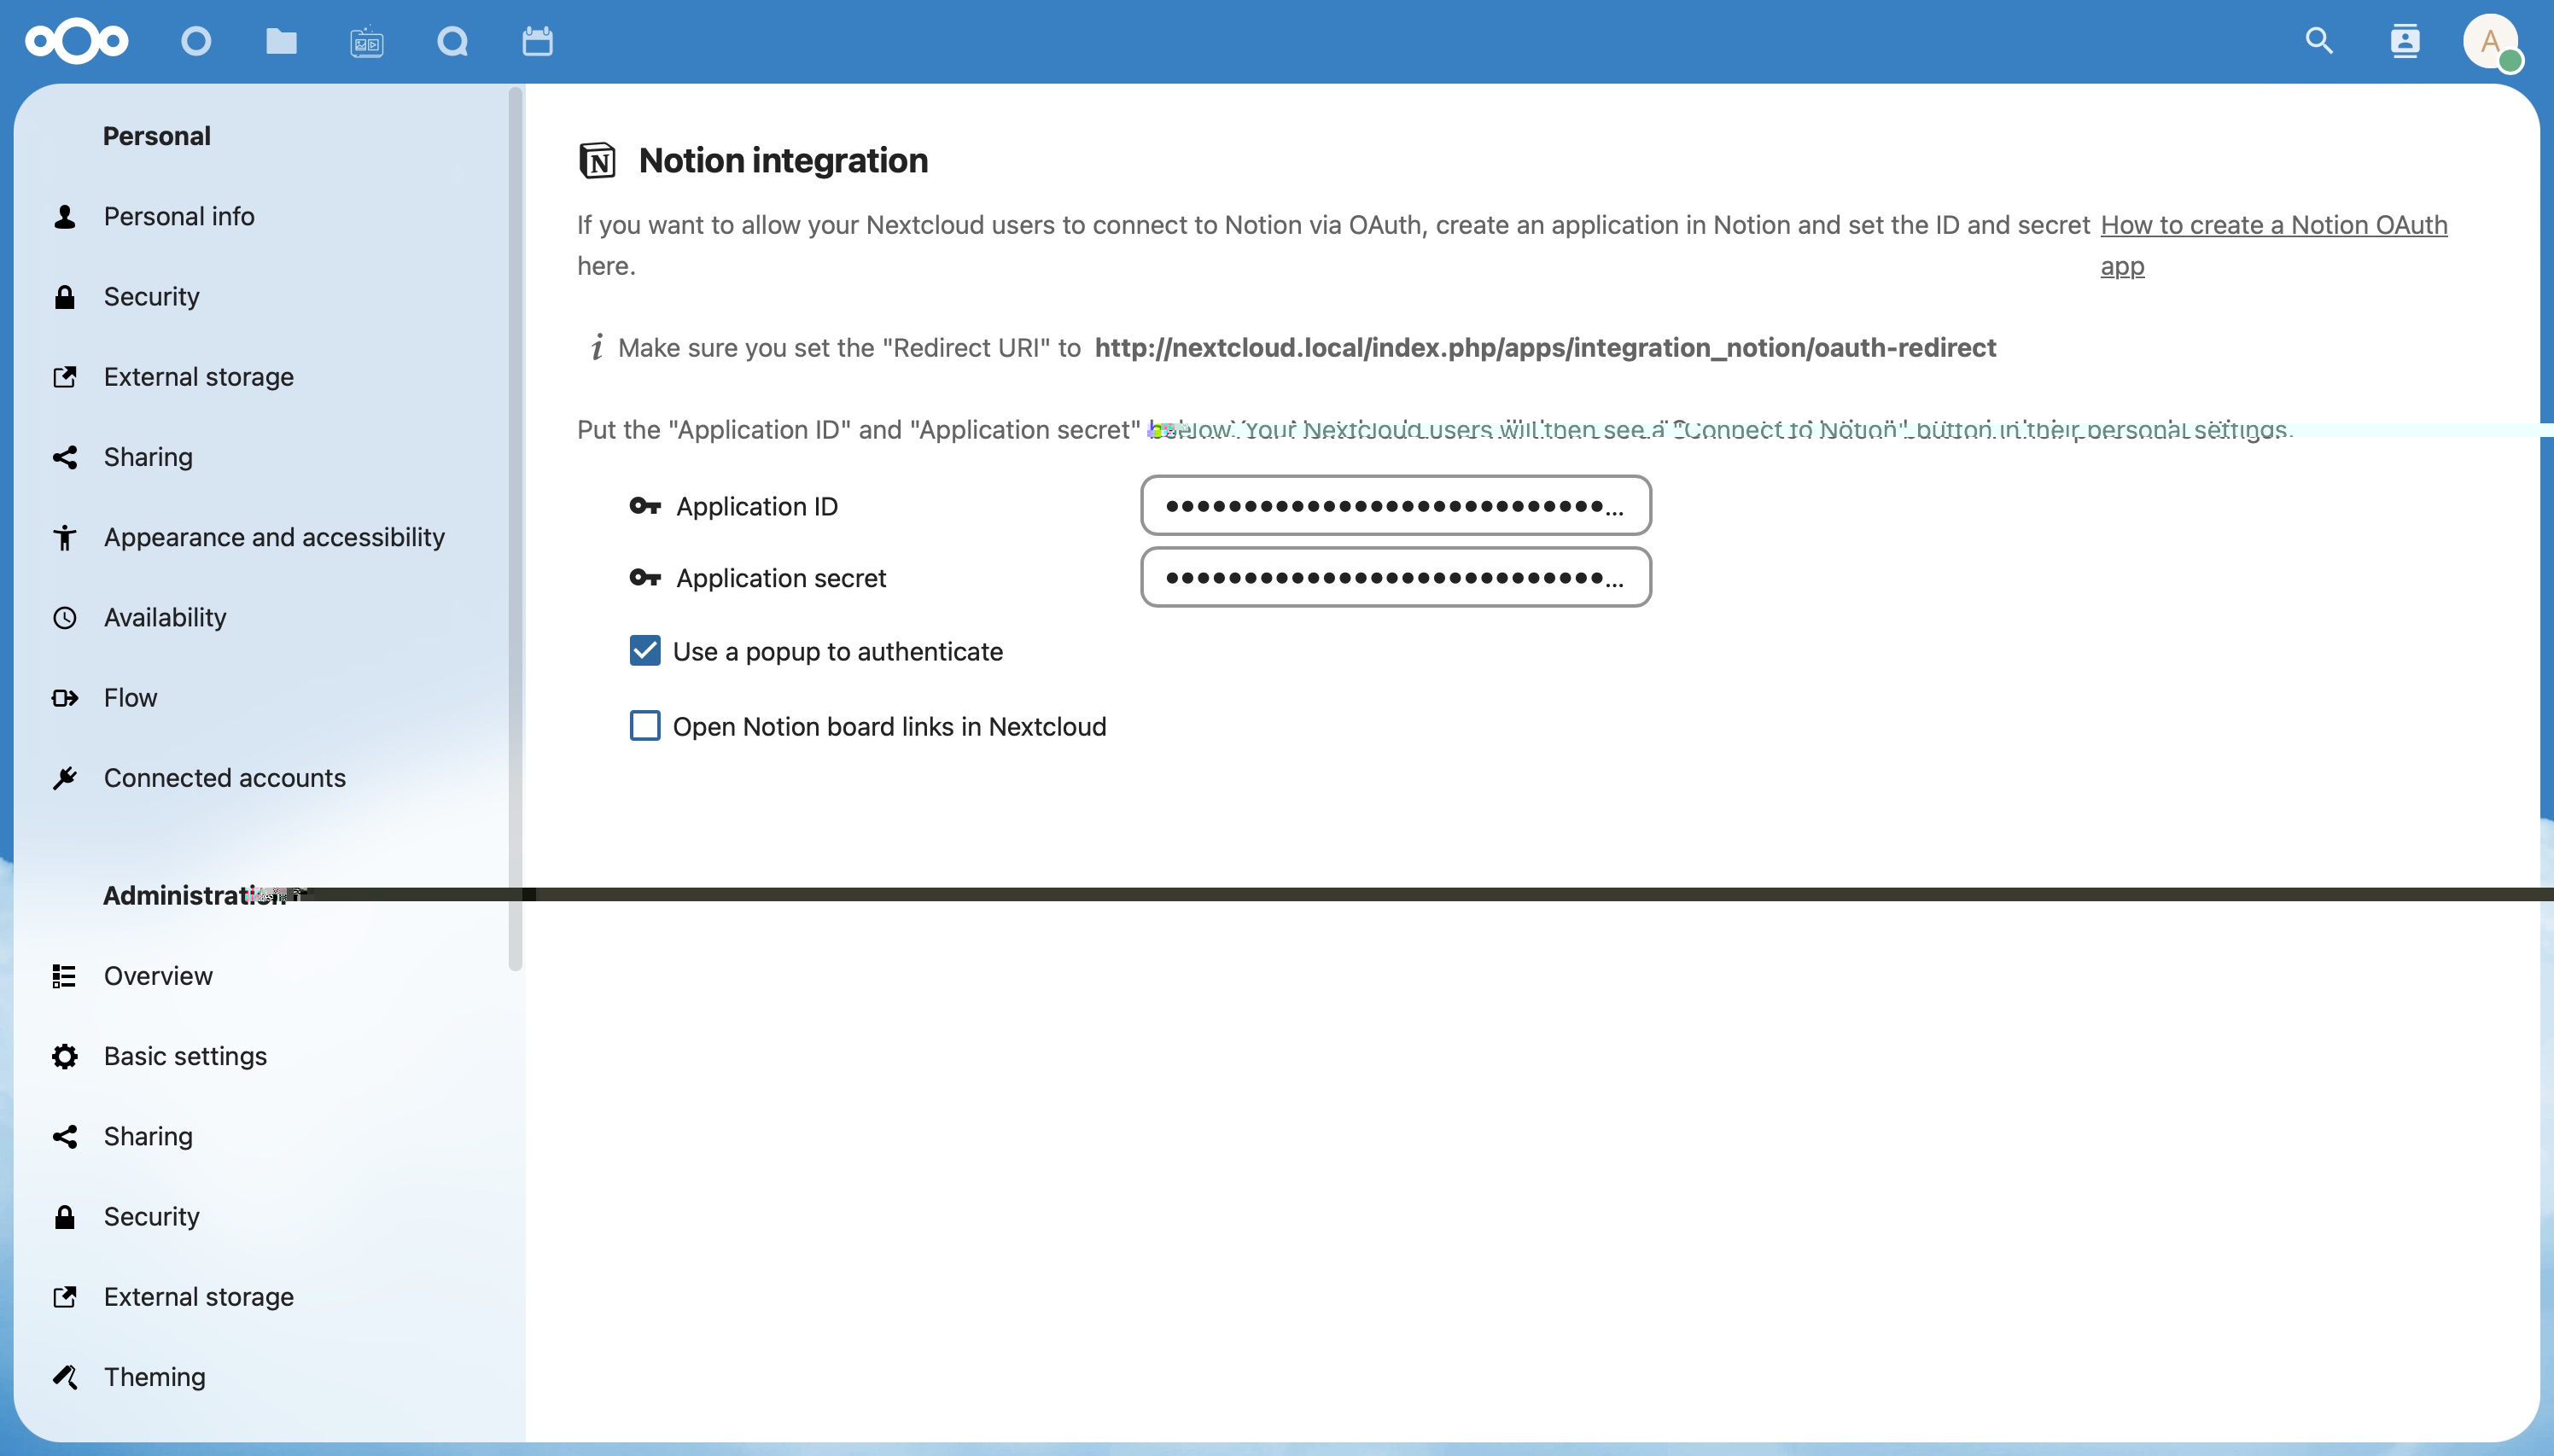 A
Personal
Personal info
Security
External storage
Sharing
Appearance and accessibility
Availability
Flow
Connected accounts
Administration
Overview
Basic settings
Sharing
Security
External storage
Theming
Notion integration
If you want to allow your Nextcloud users to connect to Notion via OAuth, create an application in Notion and set the ID and secret
here.
How to create a Notion OAuth
app
Make sure you set the "Redirect URI" to http://nextcloud.local/index.php/apps/integration_notion/oauth-redirect
Put the "Application ID" and "Application secret" below. Your Nextcloud users will then see a "Connect to Notion" button in their personal settings.
Application ID
Application secret
Use a popup to authenticate
Open Notion board links in Nextcloud